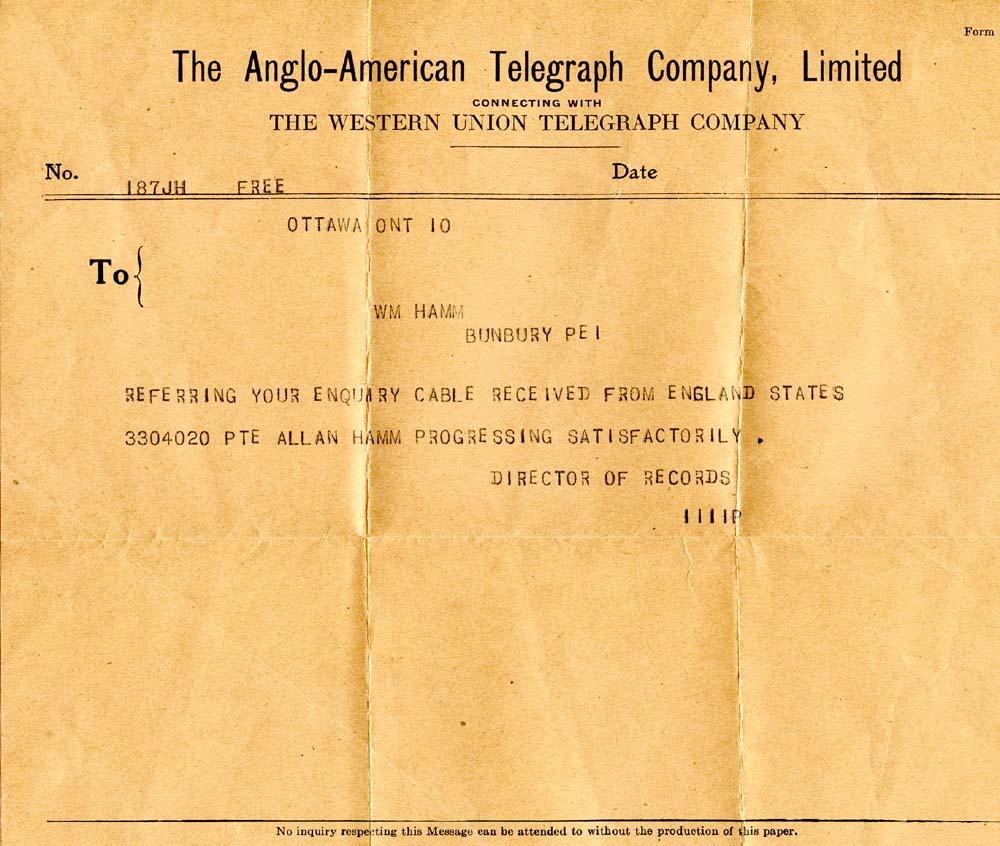 Form
The Anglo-American Telegraph Company, Limited
CONNECTING WITH
THE WESTERN UNION TELEGRAPH COMPANY
No. 187JH FREE Date
OTTAWA ONT 10
To
WM HAMM
BUNBURY PEI
REFERRING YOUR ENQUIRY CABLE RECEIVED FROM ENGLAND STATES
3304020 PTE ALLAN HAMM PROGRESSING SATISFACTORILY .
DIRECTOR OF RECORDS
1111P
No inquiry respecting this Message can be attended to without the production of this paper.